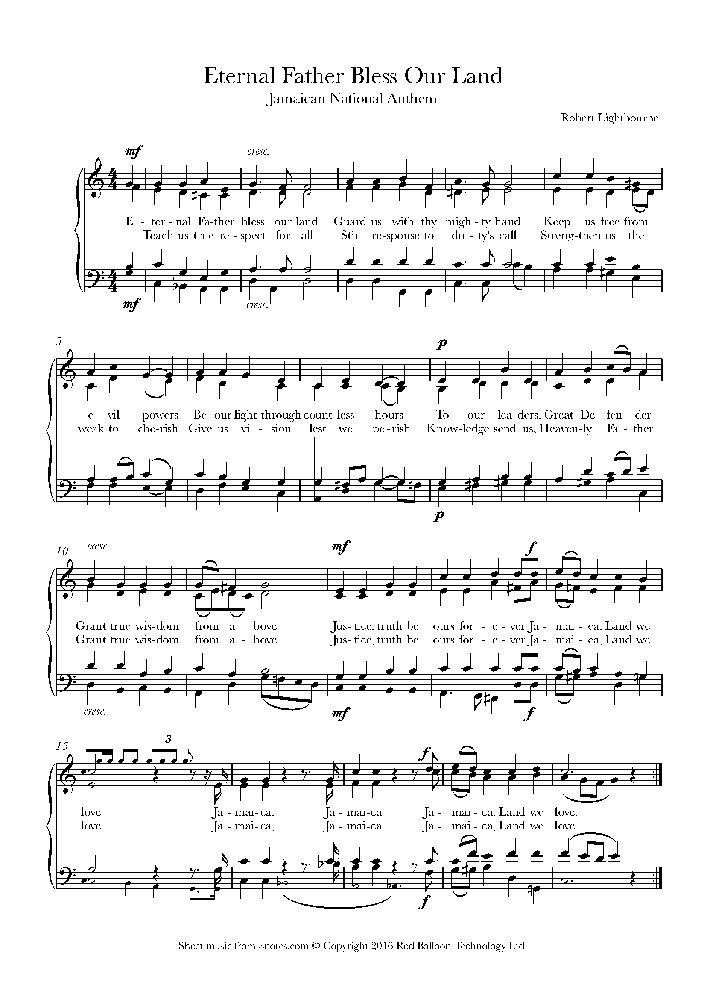 Eternal Father Bless Our Land
Jamaican National Anthem
Robert Lightbourne
mf cresc.
E - ter - nal Fa-ther bless our land Guard us with thy migh - ty hand Keep us free from
Teach us true re - spect for all Stir re-sponse to du - ty's call Streng-then us the
mf cresc.
5
p
e - vil powers Be our light through count-less hours To our lea-ders, Great De - fen - der
weak to che-rish Give us vi - sion lest we pe-rish Know-ledge send us, Heaven-ly Fa - ther
p
10
cresc. mf f
Grant true wis-dom from a bove Jus- tice, truth be ours for - e - ver Ja - mai - ca, Land we
Grant true wis-dom from a - bove Jus- tice, truth be ours for - e - ver Ja - mai - ca, Land we
cresc. mf f
15
3 f
love Ja - mai- ca, Ja - mai-ca Ja - mai - ca, Land we love.
love Ja - mai- ca, Ja - mai-ca Ja - mai - ca, Land we love.
f
Sheet music from 8notes.com © Copyright 2016 Red Balloon Technology Ltd.